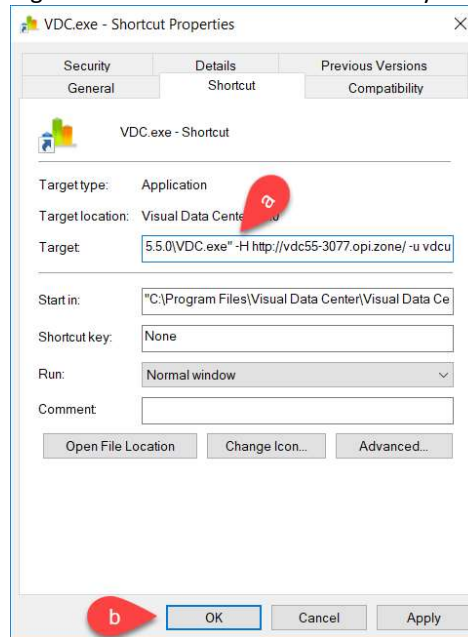 VDC.exe - Shortcut Properties
Security Details Previous Versions
General Shortcut Compatibility
VDC.exe - Shortcut
Target type: Application
Target location: Visual Data
a
Target: 5.5.0\VDC.exe" -H http://vdc55-3077.opi.zone/ -u vdcu
Start in: "C:\Program Files\Visual Data Center\Visual Data Ce
Shortcut key: None
Run: Normal window
Comment:
Open File Location Change Icon... Advanced...
b
OK Cancel Apply